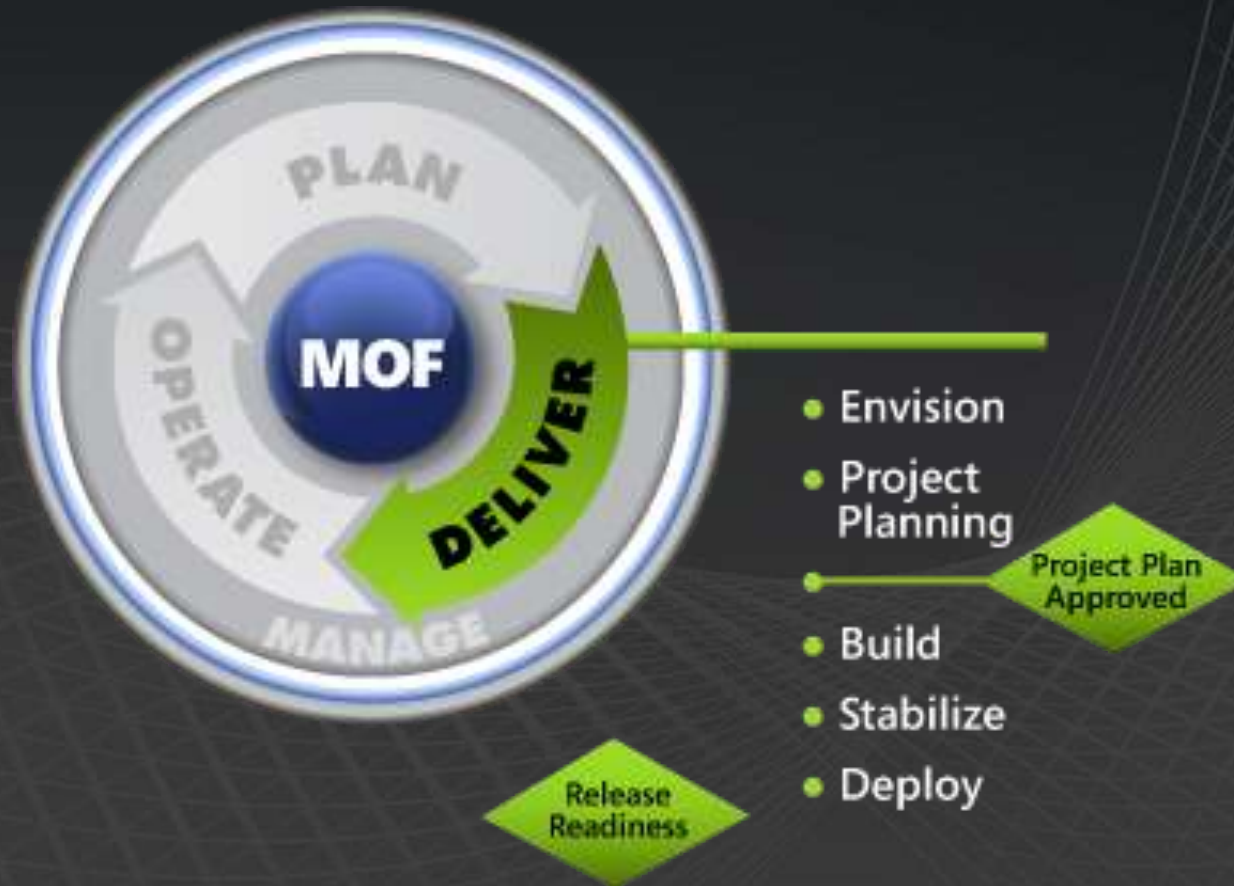 PLAN
MOF
OPERATE
DELIVER
MANAGE
Envision
Project
Planning
Project Plan
Approved
Build
Stabilize
Deploy
Release
Readiness